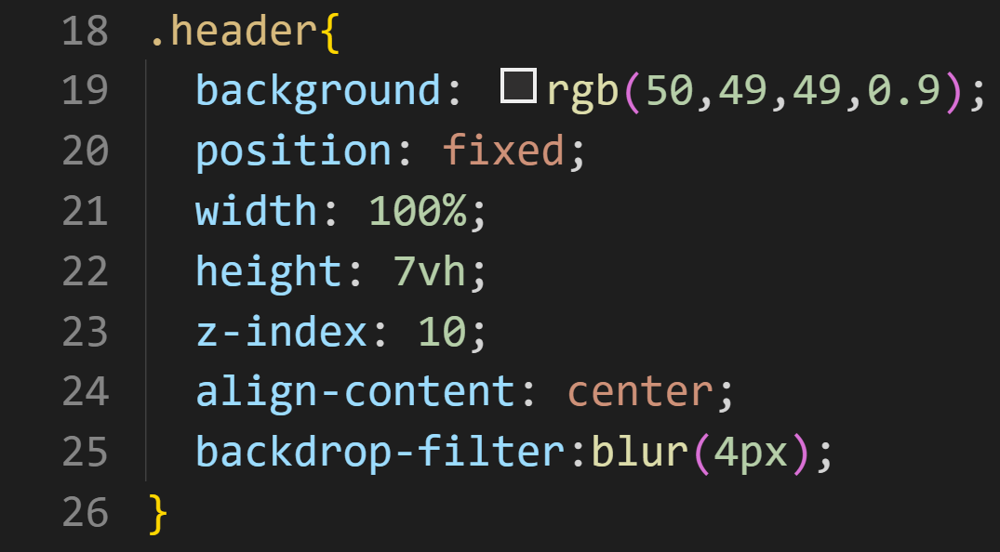 18 .header{
19 background: rgb(50,49,49,0.9);
20 position: fixed;
21 width: 100%;
22 height: 7vh;
23 z-index: 10;
24 align-content: center;
25 backdrop-filter:blur(4px);
26 }